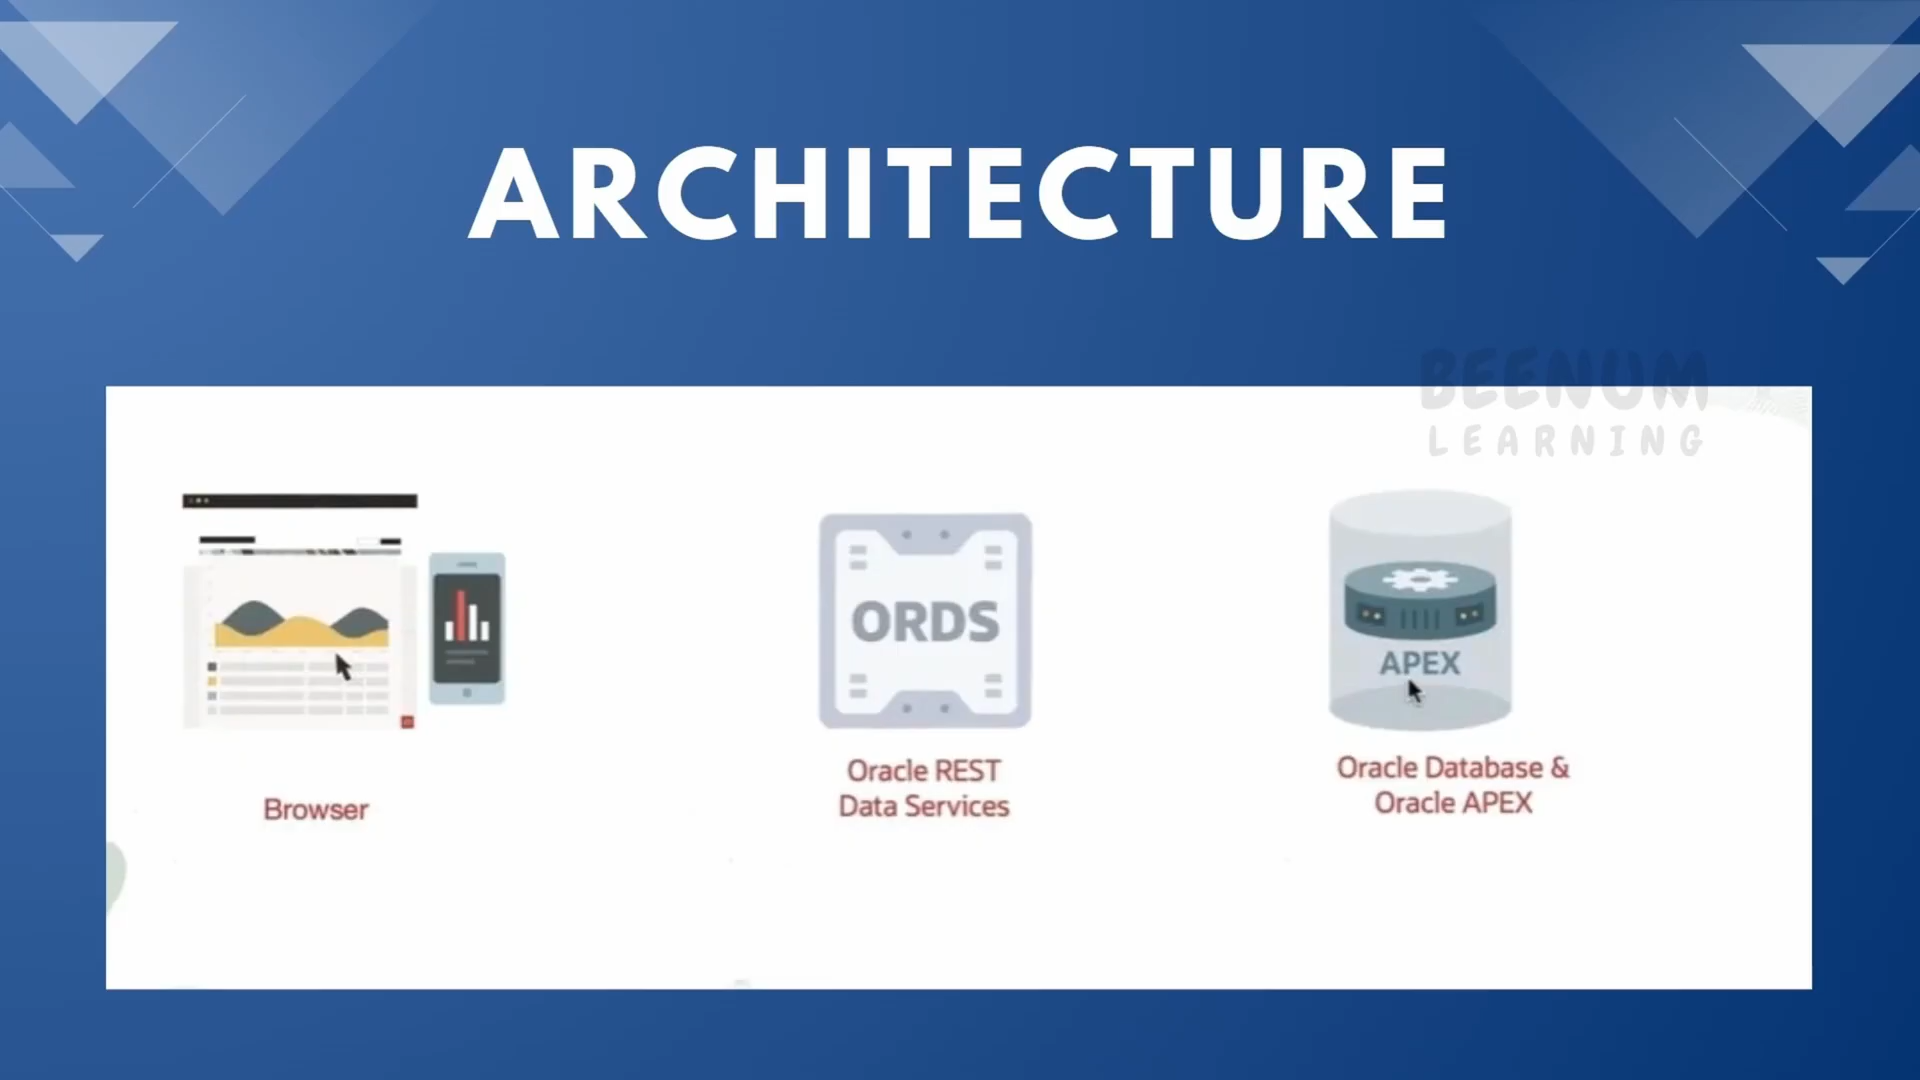 ARCHITECTURE
BEENUM
LEARNING
ORDS
APEX
Browser
Oracle REST
Data Services
Oracle Database &
Oracle APEX